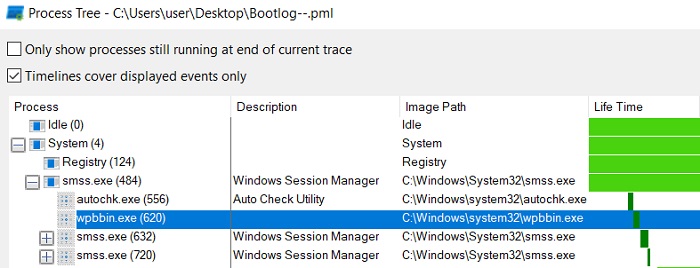 Process Tree - C:\Users\user\Desktop\Bootlog--.pml
Only show processes still running at end of current trace
Timelines cover displayed events only
Process Description Image Path Life Time
Idle (0) Idle
System (4) System
Registry (124) Registry
smss.exe (484) Windows Session Manager C:\Windows\System32\smss.exe
autochk.exe (556) Auto Check Utility C:\Windows\system32\autochk.exe
wpbbin.exe (620) C:\Windows\system32\wpbbin.exe
smss.exe (632) Windows Session Manager C:\Windows\System32\smss.exe
smss.exe (720) Windows Session Manager C:\Windows\System32\smss.exe